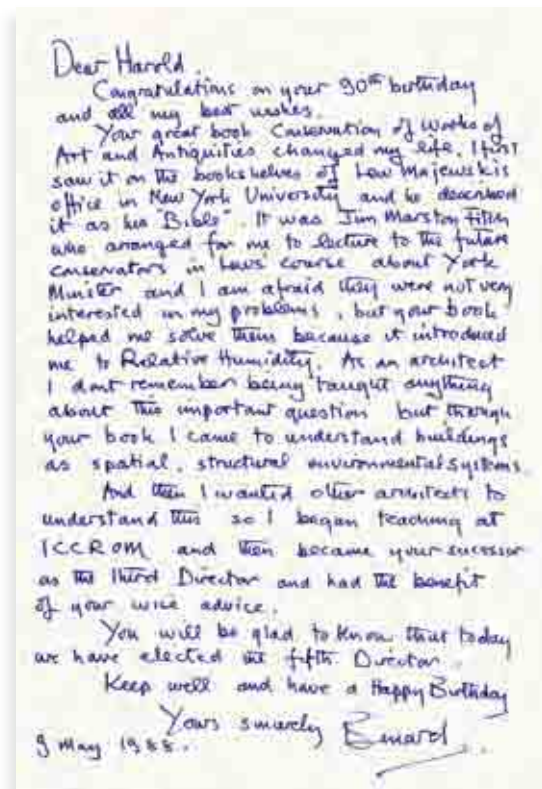 Dear Harold
Congratulations on your 90th birthday
and all my best wishes.
Your great book Conservation of Works of
Art and Antiquities changed my life. I first
saw it on the bookshelves of Law Majewskis
office in New York University and he described
it as his "Bible". It was Jim Marston Fitch
who arranged for me to lecture to the future
conservators in Laws' course about York
Minster and I am afraid they were not very
interested in my problems, but your book
helped me solve them because it introduced
me to Relative Humidity. As an architect
I dont remember being taught anything
about this important question but through
your book I came to understand buildings
as spatial, structural environmental systems.
And then I wanted other architects to
understand this so I began teaching at
ICCROM and then became your sucessor
as the third Director and had the benefit
of your wise advice.
You will be glad to know that today
we have elected the fifth Director.
Keep well and have a Happy Birthday
Yours sincerely Bernard
9 May 1988.